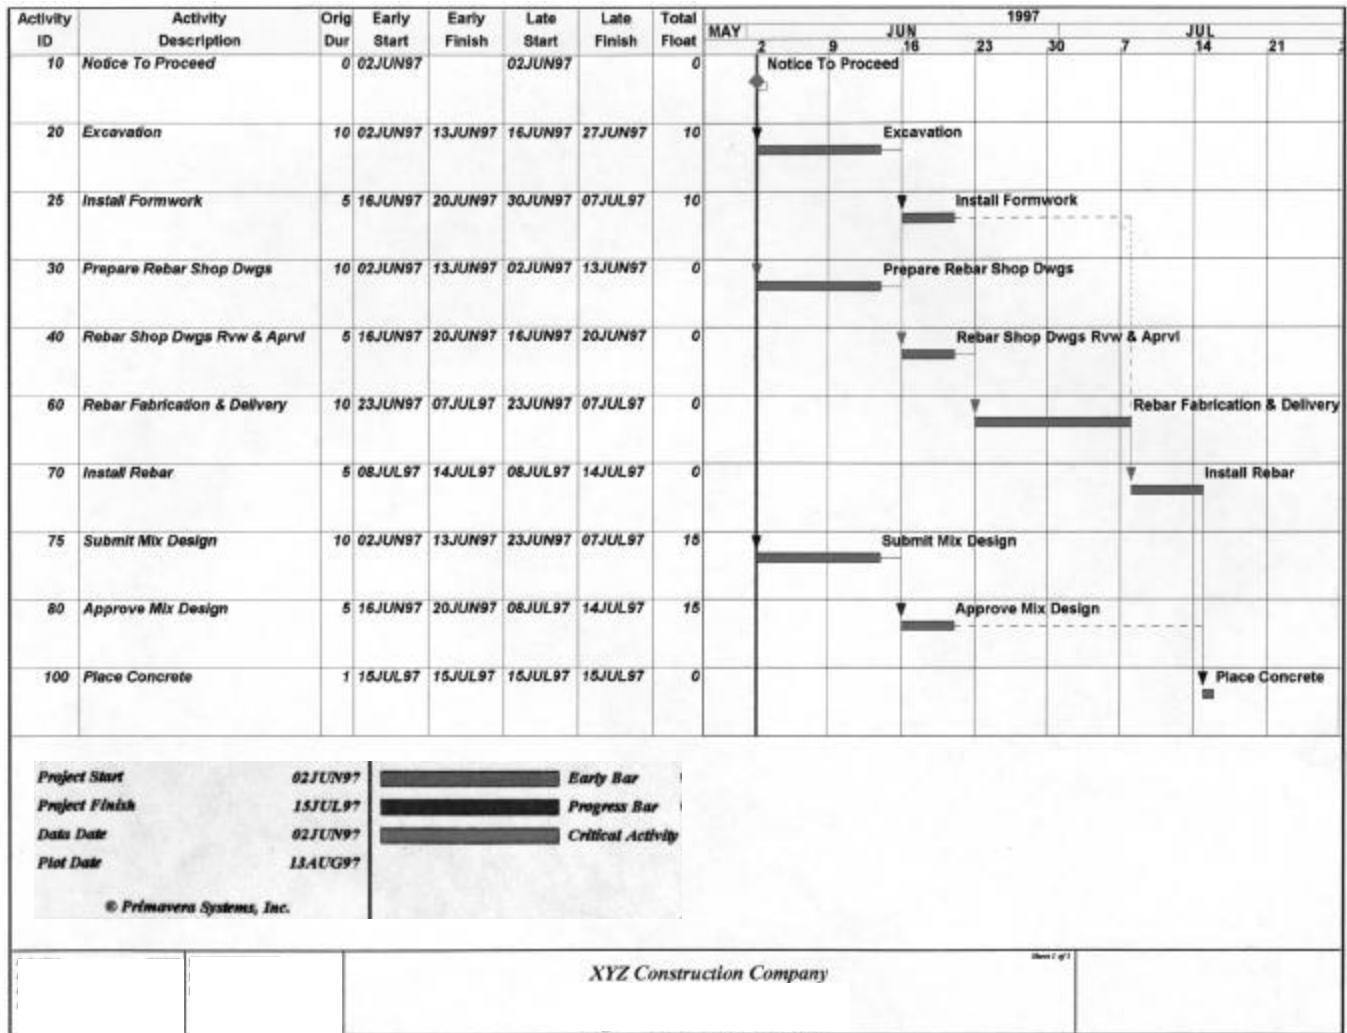 Activity ID Activity Description Orig Dur Early Start Early Finish Late Start Late Finish Total Float
1997
MAY JUN JUL
2 9 16 23 30 7 14 21
10 Notice To Proceed 0 02JUN97 02JUN97 0 Notice To Proceed
20 Excavation 10 02JUN97 13JUN97 16JUN97 27JUN97 10 Excavation
25 Install Formwork 5 16JUN97 20JUN97 30JUN97 07JUL97 10 Install Formwork
30 Prepare Rebar Shop Dwgs 10 02JUN97 13JUN97 02JUN97 13JUN97 0 Prepare Rebar Shop Dwgs
40 Rebar Shop Dwgs Rvw & Aprvl 5 16JUN97 20JUN97 16JUN97 20JUN97 0 Rebar Shop Dwgs Rvw & Aprvl
60 Rebar Fabrication & Delivery 10 23JUN97 07JUL97 23JUN97 07JUL97 0 Rebar Fabrication & Delivery
70 Install Rebar 5 08JUL97 14JUL97 08JUL97 14JUL97 0 Install Rebar
75 Submit Mix Design 10 02JUN97 13JUN97 23JUN97 07JUL97 15 Submit Mix Design
80 Approve Mix Design 5 16JUN97 20JUN97 08JUL97 14JUL97 15 Approve Mix Design
100 Place Concrete 1 15JUL97 15JUL97 15JUL97 15JUL97 0 Place Concrete
Project Start 02JUN97 Early Bar
Project Finish 15JUL97 Progress Bar
Data Date 02JUN97 Critical Activity
Plot Date 13AUG97
© Primavera Systems, Inc.
Sheet 1 of 1
XYZ Construction Company